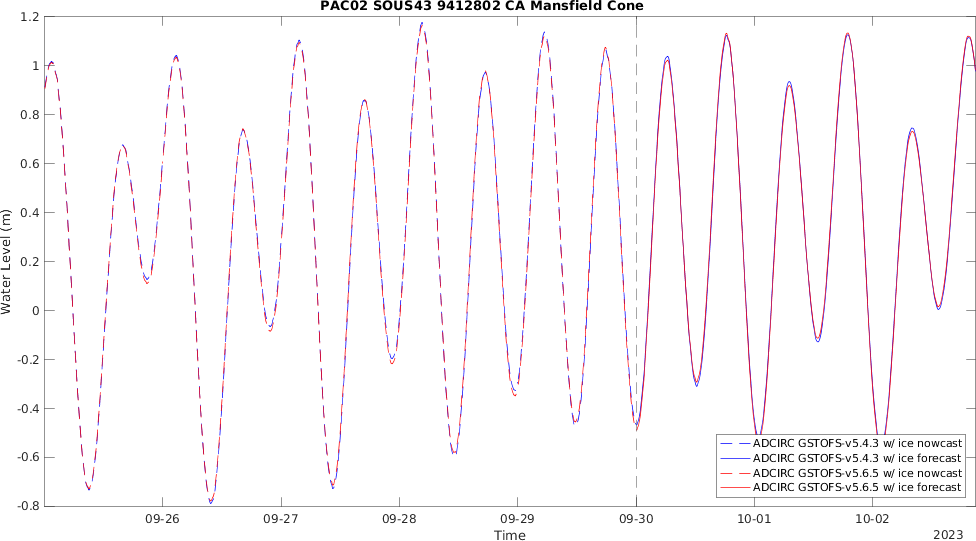 PAC02 SOUS43 9412802 CA Mansfield Cone
1.2
1
0.8
0.6
0.4
0.2
0
-0.2
-0.4
-0.6
-0.8
Water Level (m)
ADCIRC GSTOFS-v5.4.3 w/ ice nowcast
ADCIRC GSTOFS-v5.4.3 w/ ice forecast
ADCIRC GSTOFS-v5.6.5 w/ ice nowcast
ADCIRC GSTOFS-v5.6.5 w/ ice forecast
09-26 09-27 09-28 09-29 09-30 10-01 10-02
Time
2023